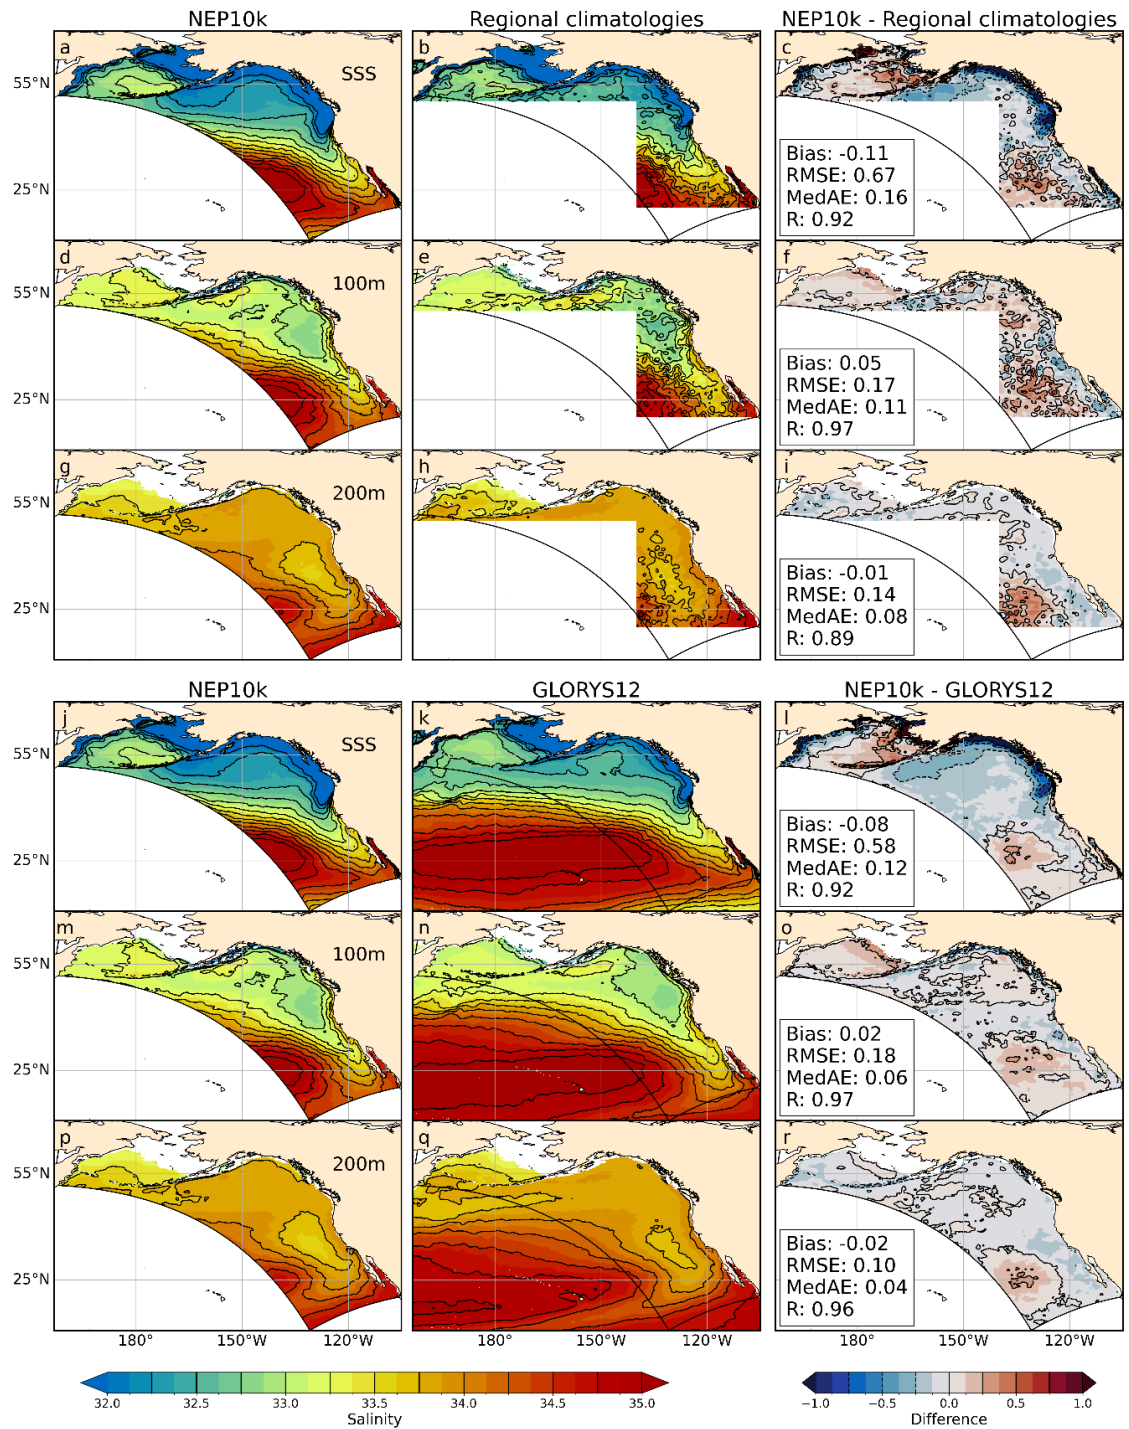 NEP10k
Regional climatologies
NEP10k - Regional climatologies
a
SSS
b
c
55°N
25°N
Bias: -0.11
RMSE: 0.67
MedAE: 0.16
R: 0.92
d
100m
e
f
55°N
25°N
Bias: 0.05
RMSE: 0.17
MedAE: 0.11
R: 0.97
g
200m
h
i
55°N
25°N
Bias: -0.01
RMSE: 0.14
MedAE: 0.08
R: 0.89
NEP10k
GLORYS12
NEP10k - GLORYS12
j
SSS
k
l
55°N
25°N
Bias: -0.08
RMSE: 0.58
MedAE: 0.12
R: 0.92
m
100m
n
o
55°N
25°N
Bias: 0.02
RMSE: 0.18
MedAE: 0.06
R: 0.97
p
200m
q
r
55°N
25°N
Bias: -0.02
RMSE: 0.10
MedAE: 0.04
R: 0.96
180° 150°W 120°W
180° 150°W 120°W
180° 150°W 120°W
32.0 32.5 33.0 33.5 34.0 34.5 35.0
Salinity
−1.0 −0.5 0.0 0.5 1.0
Difference